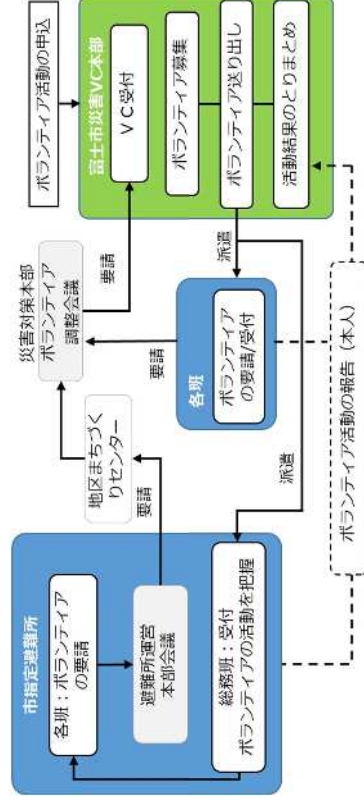 市指定避難所
各班：ボランティア
の要請
避難所運営
本部会議
総務班：受付
ボランティアの活動を把握
地区まちづく
りセンター
要請
災害対策本部
ボランティア
調整会議
要請
要請
各班
ボランティア
の要請/受付
派遣
派遣
ボランティア活動の申込
富士市災害VC本部
VC受付
ボランティア募集
ボランティア送り出し
活動結果のとりまとめ
ボランティア活動の報告（本人）